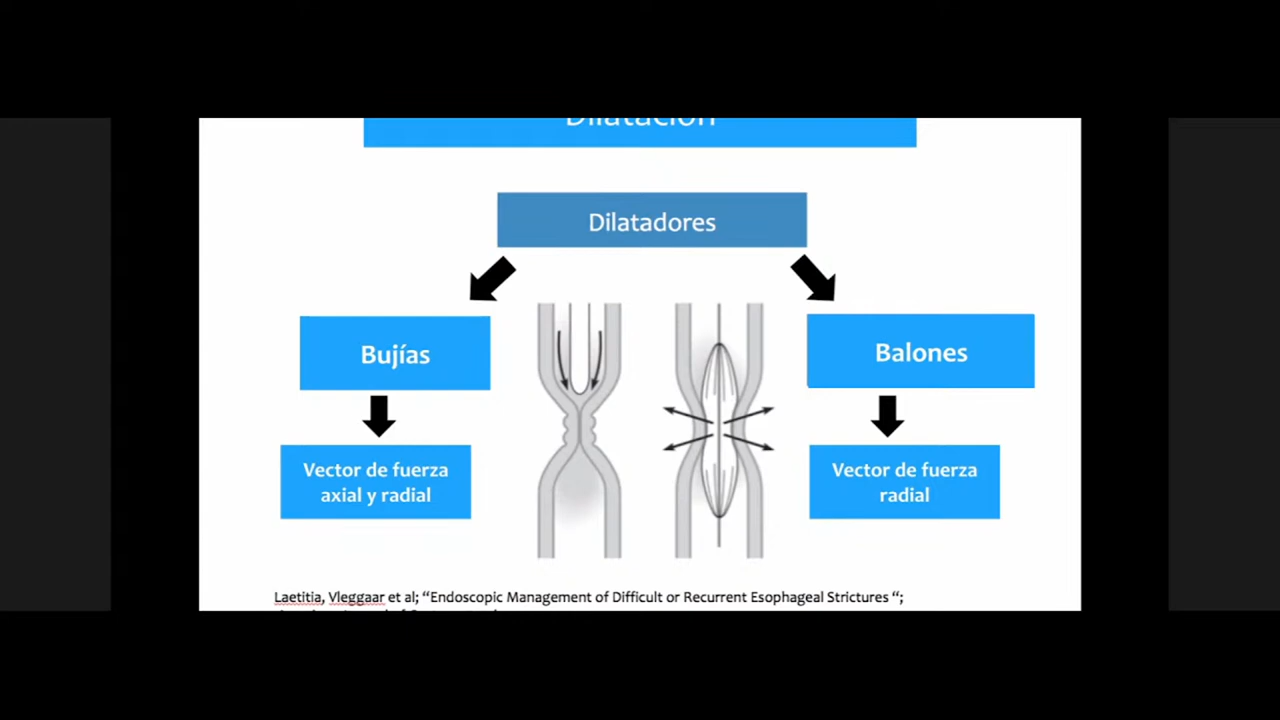 Dilatación
Dilatadores
Bujías
Balones
Vector de fuerza
axial y radial
Vector de fuerza
radial
Laetitia, Vleggaar et al; “Endoscopic Management of Difficult or Recurrent Esophageal Strictures “;